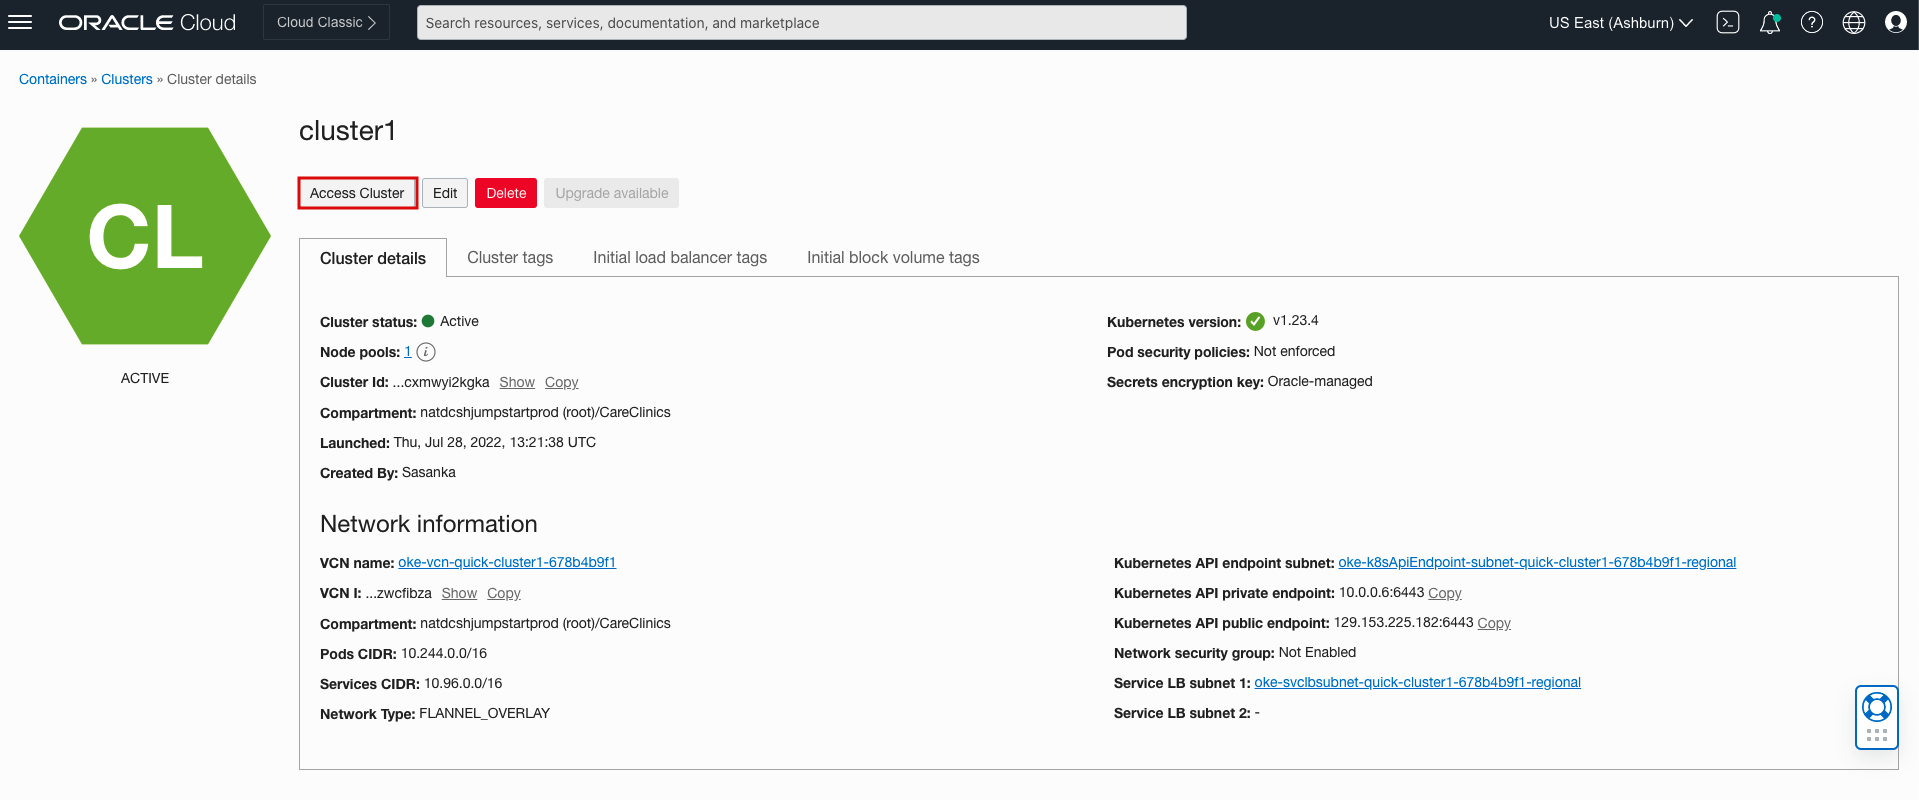 ORACLE Cloud
Cloud Classic
Search resources, services, documentation, and marketplace
US East (Ashburn)
Containers » Clusters » Cluster details
CL
ACTIVE
cluster1
Access Cluster
Edit
Delete
Upgrade available
Cluster details
Cluster tags
Initial load balancer tags
Initial block volume tags
Cluster status: Active
Node pools: 1
Cluster Id: ...cxmwyi2kgka Show Copy
Compartment: natdcshjumpstartprod (root)/CareClinics
Launched: Thu, Jul 28, 2022, 13:21:38 UTC
Created By: Sasanka
Kubernetes version: v1.23.4
Pod security policies: Not enforced
Secrets encryption key: Oracle-managed
Network information
VCN name: oke-vcn-quick-cluster1-678b4b9f1
VCN I: ...zwcfibza Show Copy
Compartment: natdcshjumpstartprod (root)/CareClinics
Pods CIDR: 10.244.0.0/16
Services CIDR: 10.96.0.0/16
Network Type: FLANNEL_OVERLAY
Kubernetes API endpoint subnet: oke-k8sApiEndpoint-subnet-quick-cluster1-678b4b9f1-regional
Kubernetes API private endpoint: 10.0.0.6:6443 Copy
Kubernetes API public endpoint: 129.153.225.182:6443 Copy
Network security group: Not Enabled
Service LB subnet 1: oke-svclbsubnet-quick-cluster1-678b4b9f1-regional
Service LB subnet 2: -